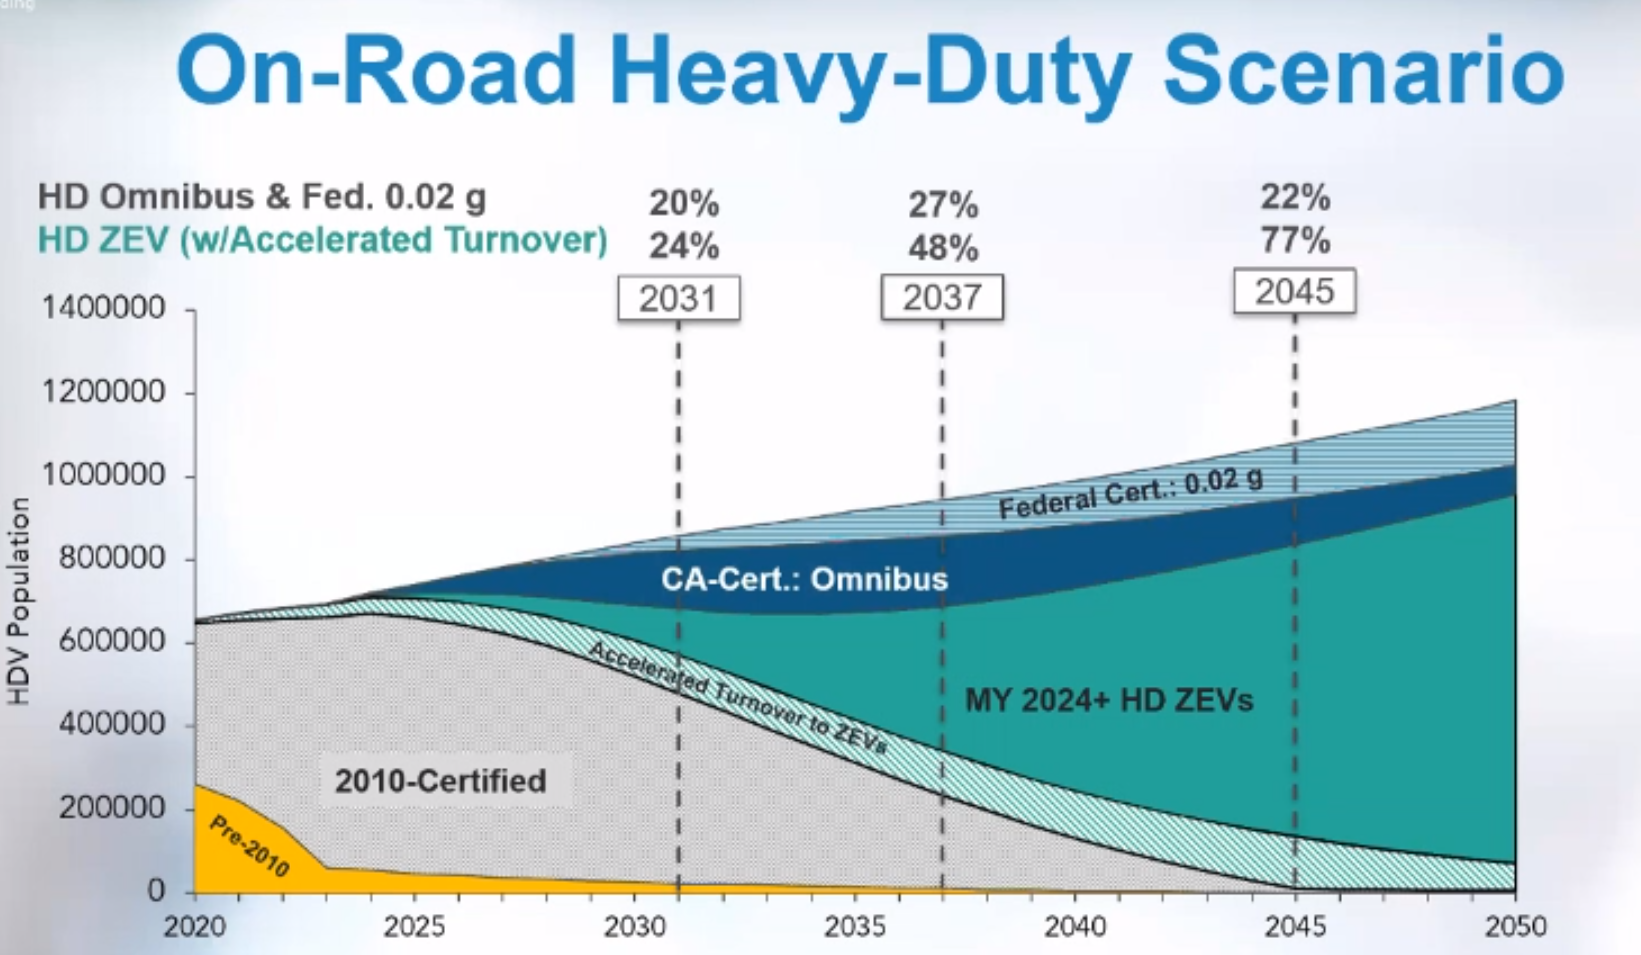 On-Road Heavy-Duty Scenario
HD Omnibus & Fed. 0.02 g
20%
27%
22%
HD ZEV (w/Accelerated Turnover)
24%
48%
77%
2031
2037
2045
1400000
1200000
1000000
800000
600000
400000
200000
0
HDV Population
Federal Cert.: 0.02 g
CA-Cert.: Omnibus
Accelerated Turnover to ZEVs
MY 2024+ HD ZEVs
2010-Certified
Pre-2010
2020
2025
2030
2035
2040
2045
2050